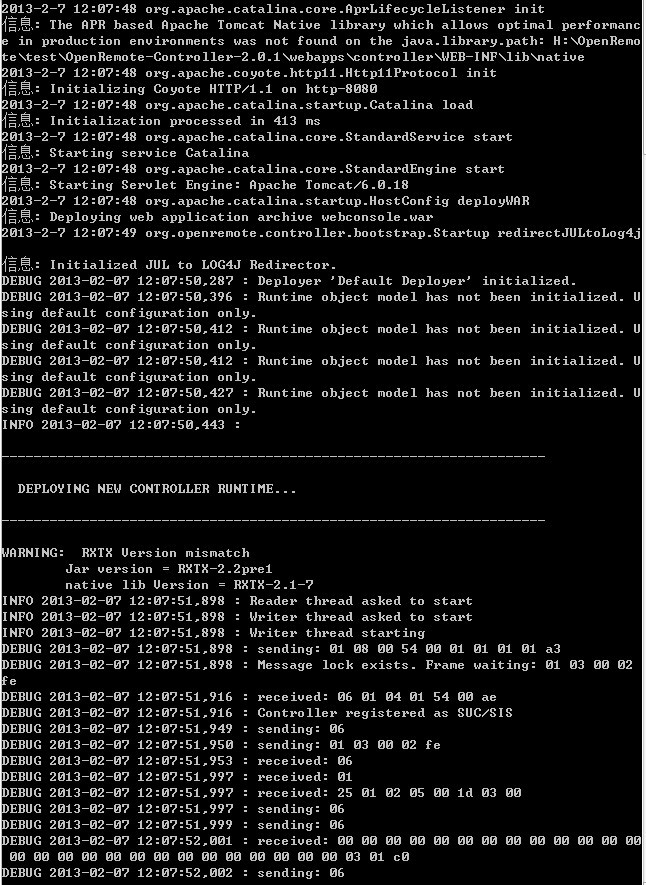 2013-2-7 12:07:48 org.apache.catalina.core.AprLifecycleListener init
信息: The APR based Apache Tomcat Native library which allows optimal performanc
e in production environments was not found on the java.library.path: H:\OpenRemo
te\test\OpenRemote-Controller-2.0.1\webapps\controller\WEB-INF\lib\native
2013-2-7 12:07:48 org.apache.coyote.http11.Http11Protocol init
信息: Initializing Coyote HTTP/1.1 on http-8080
2013-2-7 12:07:48 org.apache.catalina.startup.Catalina load
信息: Initialization processed in 413 ms
2013-2-7 12:07:48 org.apache.catalina.core.StandardService start
信息: Starting service Catalina
2013-2-7 12:07:48 org.apache.catalina.core.StandardEngine start
信息: Starting Servlet Engine: Apache Tomcat/6.0.18
2013-2-7 12:07:48 org.apache.catalina.startup.HostConfig deployWAR
信息: Deploying web application archive webconsole.war
2013-2-7 12:07:49 org.openremote.controller.bootstrap.Startup redirectJULtoLog4j
信息: Initialized JUL to LOG4J Redirector.
DEBUG 2013-02-07 12:07:50,287 : Deployer 'Default Deployer' initialized.
DEBUG 2013-02-07 12:07:50,396 : Runtime object model has not been initialized. U
sing default configuration only.
DEBUG 2013-02-07 12:07:50,412 : Runtime object model has not been initialized. U
sing default configuration only.
DEBUG 2013-02-07 12:07:50,412 : Runtime object model has not been initialized. U
sing default configuration only.
DEBUG 2013-02-07 12:07:50,427 : Runtime object model has not been initialized. U
sing default configuration only.
INFO 2013-02-07 12:07:50,443 :
--------------------------------------------------------------------
DEPLOYING NEW CONTROLLER RUNTIME...
--------------------------------------------------------------------
WARNING:  RXTX Version mismatch
Jar version = RXTX-2.2pre1
native lib Version = RXTX-2.1-7
INFO 2013-02-07 12:07:51,898 : Reader thread asked to start
INFO 2013-02-07 12:07:51,898 : Writer thread asked to start
INFO 2013-02-07 12:07:51,898 : Writer thread starting
DEBUG 2013-02-07 12:07:51,898 : sending: 01 08 00 54 00 01 01 01 01 a3
DEBUG 2013-02-07 12:07:51,898 : Message lock exists. Frame waiting: 01 03 00 02
fe
DEBUG 2013-02-07 12:07:51,916 : received: 06 01 04 01 54 00 ae
DEBUG 2013-02-07 12:07:51,916 : Controller registered as SUC/SIS
DEBUG 2013-02-07 12:07:51,949 : sending: 06
DEBUG 2013-02-07 12:07:51,950 : sending: 01 03 00 02 fe
DEBUG 2013-02-07 12:07:51,953 : received: 06
DEBUG 2013-02-07 12:07:51,997 : received: 01
DEBUG 2013-02-07 12:07:51,997 : received: 25 01 02 05 00 1d 03 00
DEBUG 2013-02-07 12:07:51,997 : sending: 06
DEBUG 2013-02-07 12:07:51,999 : sending: 06
DEBUG 2013-02-07 12:07:52,001 : received: 00 00 00 00 00 00 00 00 00 00 00 00 00
00 00 00 00 00 00 00 00 00 00 00 00 00 00 03 01 c0
DEBUG 2013-02-07 12:07:52,002 : sending: 06